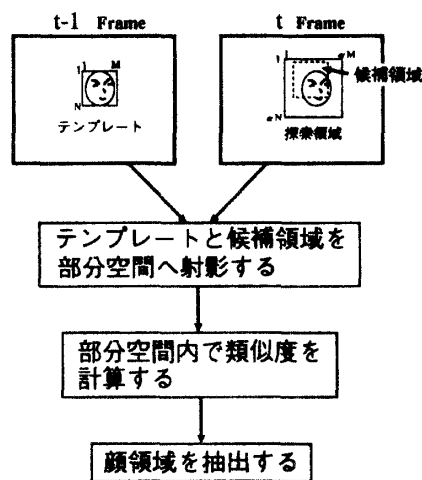 t-1 Frame
t Frame
1
M
N
テンプレート
1
αM
αN
候補領域
探索領域
テンプレートと候補領域を
部分空間へ射影する
部分空間内で類似度を
計算する
顔領域を抽出する